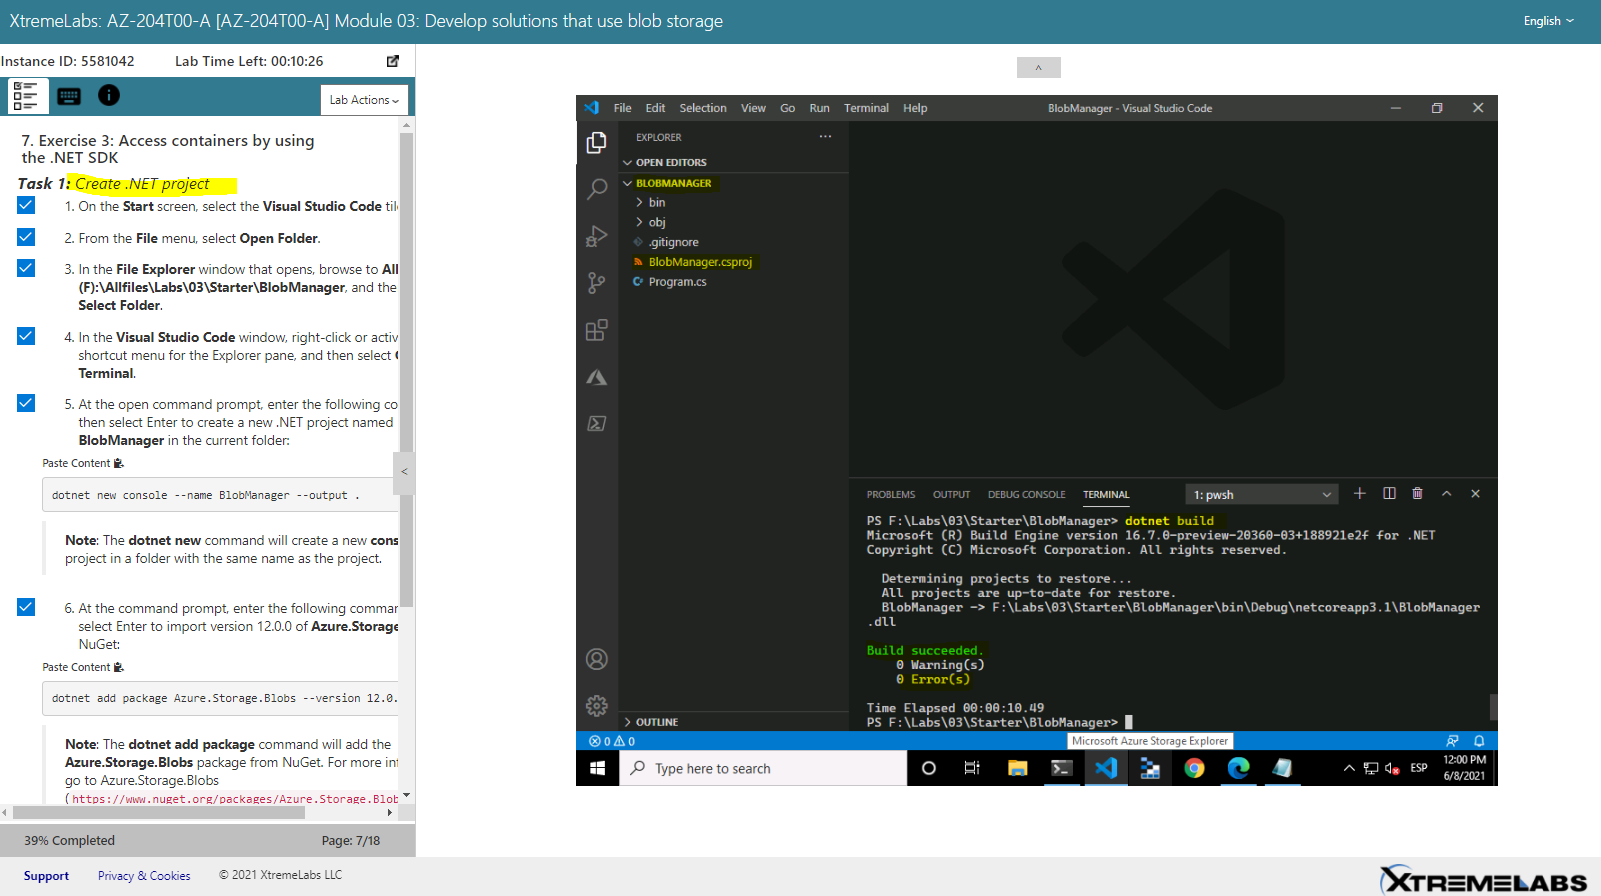 XtremeLabs: AZ-204T00-A [AZ-204T00-A] Module 03: Develop solutions that use blob storage
English
Instance ID: 5581042
Lab Time Left: 00:10:26
Lab Actions
7. Exercise 3: Access containers by using
the .NET SDK
Task 1: Create .NET project
1. On the Start screen, select the Visual Studio Code
2. From the File menu, select Open Folder.
3. In the File Explorer window that opens, browse to All
(F):\Allfiles\Labs\03\Starter\BlobManager, and the
Select Folder.
4. In the Visual Studio Code window, right-click or activ
shortcut menu for the Explorer pane, and then select
Terminal.
5. At the open command prompt, enter the following co
then select Enter to create a new .NET project named
BlobManager in the current folder:
Paste Content
dotnet new console --name BlobManager --output .
Note: The dotnet new command will create a new cons
project in a folder with the same name as the project.
6. At the command prompt, enter the following commar
select Enter to import version 12.0.0 of Azure.Storage
NuGet:
Paste Content
dotnet add package Azure.Storage.Blobs --version 12.0.
Note: The dotnet add package command will add the
Azure.Storage.Blobs package from NuGet. For more inf
go to Azure.Storage.Blobs
(https://www.nuget.org/packages/Azure.Storage.Blob
39% Completed
Page: 7/18
Support
Privacy & Cookies
© 2021 XtremeLabs LLC
XTREMELABS
File Edit Selection View Go Run Terminal Help
BlobManager - Visual Studio Code
EXPLORER
OPEN EDITORS
BLOBMANAGER
bin
obj
.gitignore
BlobManager.csproj
Program.cs
OUTLINE
PROBLEMS OUTPUT DEBUG CONSOLE TERMINAL
1: pwsh
PS F:\Labs\03\Starter\BlobManager> dotnet build
Microsoft (R) Build Engine version 16.7.0-preview-20360-03+188921e2f for .NET
Copyright (C) Microsoft Corporation. All rights reserved.
Determining projects to restore...
All projects are up-to-date for restore.
BlobManager -> F:\Labs\03\Starter\BlobManager\bin\Debug\netcoreapp3.1\BlobManager
.dll
Build succeeded.
0 Warning(s)
0 Error(s)
Time Elapsed 00:00:10.49
PS F:\Labs\03\Starter\BlobManager>
0 0
Microsoft Azure Storage Explorer
Type here to search
ESP
12:00 PM
6/8/2021